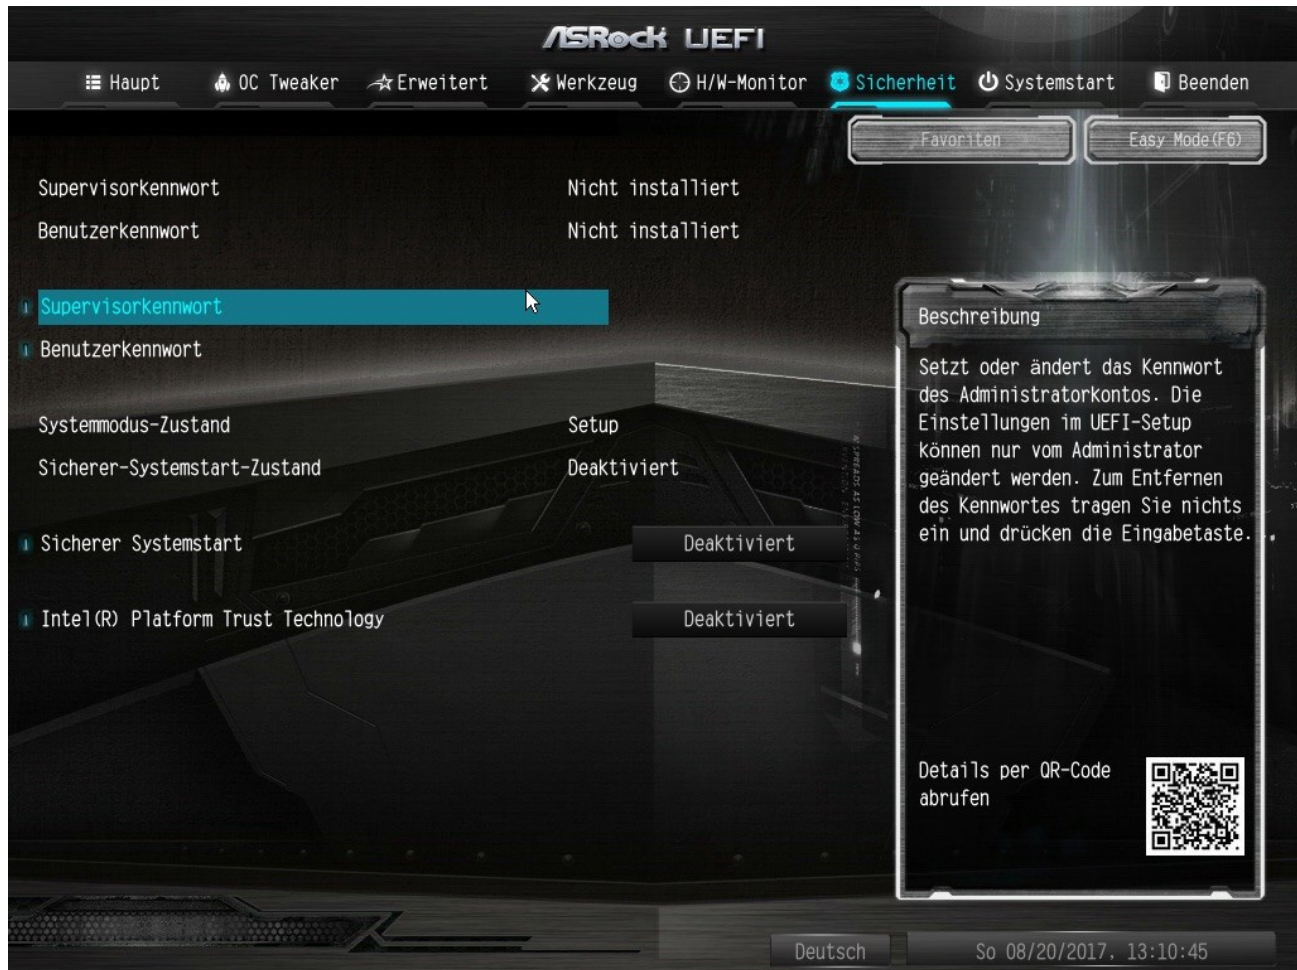 ASRock UEFI
Haupt OC Tweaker Erweitert Werkzeug H/W-Monitor Sicherheit Systemstart Beenden
Favoriten Easy Mode(F6)
Supervisorkennwort Nicht installiert
Benutzerkennwort Nicht installiert
Supervisorkennwort
Benutzerkennwort
Systemmodus-Zustand Setup
Sicherer-Systemstart-Zustand Deaktiviert
Sicherer Systemstart Deaktiviert
Intel(R) Platform Trust Technology Deaktiviert
Beschreibung
Setzt oder ändert das Kennwort
des Administratorkontos. Die
Einstellungen im UEFI-Setup
können nur vom Administrator
geändert werden. Zum Entfernen
des Kennwortes tragen Sie nichts
ein und drücken die Eingabetaste.
Details per QR-Code
abrufen
Deutsch So 08/20/2017, 13:10:45